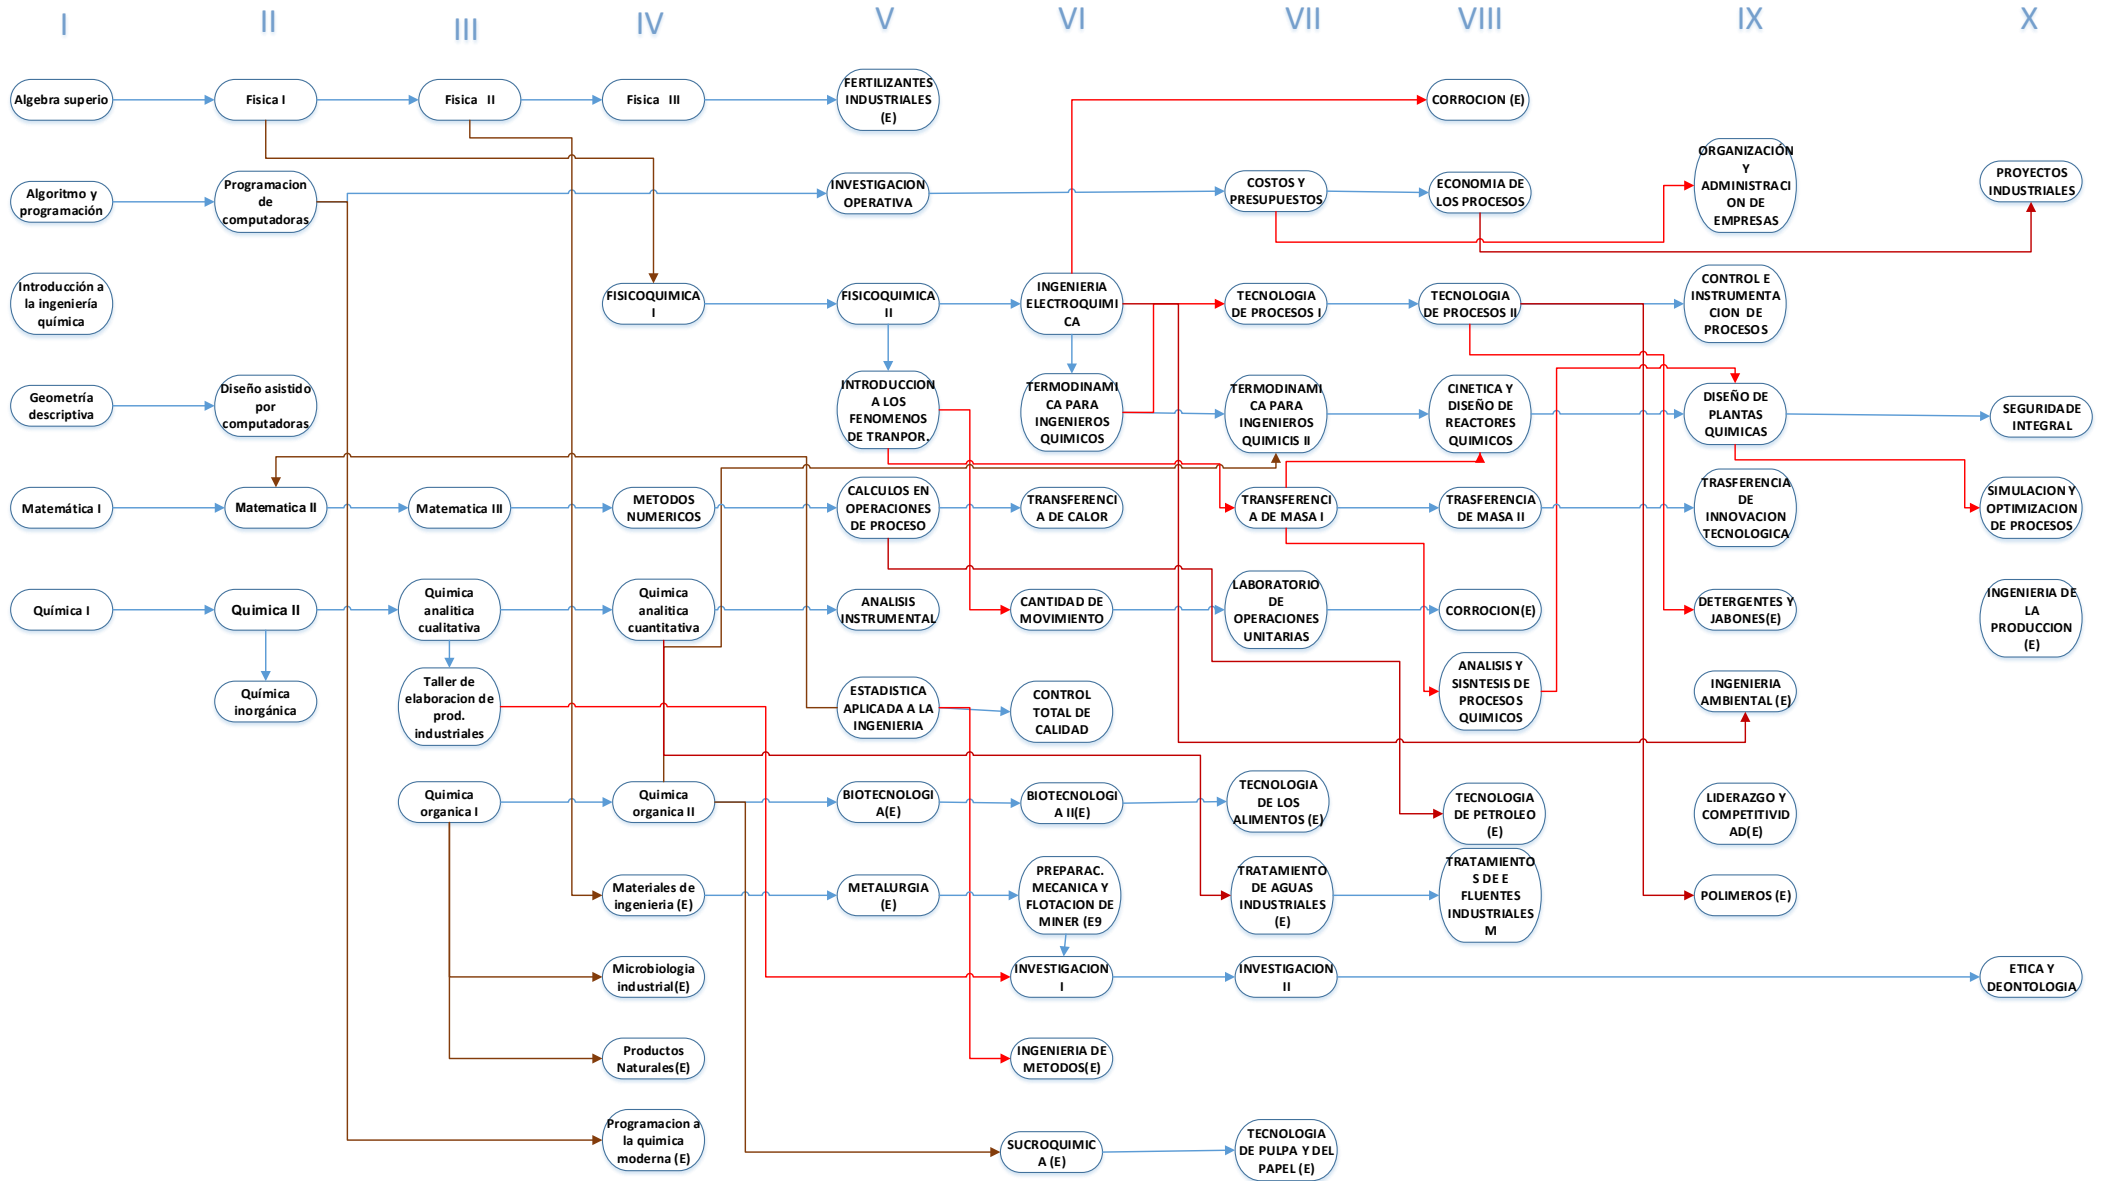 I
II
III
IV
V
VI
VII
VIII
IX
X
Algebra superio
Fisica I
Fisica II
Fisica III
FERTILIZANTES
INDUSTRIALES
(E)
CORROCION (E)
Algoritmo y
programación
Programacion
de
computadoras
INVESTIGACION
OPERATIVA
COSTOS Y
PRESUPUESTOS
ECONOMIA DE
LOS PROCESOS
ORGANIZACIÓN
Y
ADMINISTRACI
ON DE
EMPRESAS
PROYECTOS
INDUSTRIALES
Introducción a
la ingeniería
química
FISICOQUIMICA
I
FISICOQUIMICA
II
INGENIERIA
ELECTROQUIMI
CA
TECNOLOGIA
DE PROCESOS I
TECNOLOGIA
DE PROCESOS II
CONTROL E
INSTRUMENTA
CION DE
PROCESOS
Geometría
descriptiva
Diseño asistido
por
computadoras
INTRODUCCION
A LOS
FENOMENOS
DE TRANPOR.
TERMODINAMI
CA PARA
INGENIEROS
QUIMICOS
TERMODINAMI
CA PARA
INGENIEROS
QUIMICIS II
CINETICA Y
DISEÑO DE
REACTORES
QUIMICOS
DISEÑO DE
PLANTAS
QUIMICAS
SEGURIDADE
INTEGRAL
Matemática I
Matematica II
Matematica III
METODOS
NUMERICOS
CALCULOS EN
OPERACIONES
DE PROCESO
TRANSFERENCI
A DE CALOR
TRANSFERENCI
A DE MASA I
TRASFERENCIA
DE MASA II
TRASFERENCIA
DE
INNOVACION
TECNOLOGICA
SIMULACION Y
OPTIMIZACION
DE PROCESOS
Química I
Quimica II
Quimica
analitica
cualitativa
Quimica
analitica
cuantitativa
ANALISIS
INSTRUMENTAL
CANTIDAD DE
MOVIMIENTO
LABORATORIO
DE
OPERACIONES
UNITARIAS
CORROCION(E)
DETERGENTES Y
JABONES(E)
INGENIERIA DE
LA
PRODUCCION
(E)
Química
inorgánica
Taller de
elaboracion de
prod.
industriales
ESTADISTICA
APLICADA A LA
INGENIERIA
CONTROL
TOTAL DE
CALIDAD
ANALISIS Y
SISNTESIS DE
PROCESOS
QUIMICOS
INGENIERIA
AMBIENTAL (E)
Quimica
organica I
Quimica
organica II
BIOTECNOLOGI
A(E)
BIOTECNOLOGI
A II(E)
TECNOLOGIA
DE LOS
ALIMENTOS (E)
TECNOLOGIA
DE PETROLEO
(E)
LIDERAZGO Y
COMPETITIVID
AD(E)
Materiales de
ingenieria (E)
METALURGIA
(E)
PREPARAC.
MECANICA Y
FLOTACION DE
MINER (E9
TRATAMIENTO
DE AGUAS
INDUSTRIALES
(E)
TRATAMIENTO
S DE E
FLUENTES
INDUSTRIALES
M
POLIMEROS (E)
Microbiologia
industrial(E)
INVESTIGACION
I
INVESTIGACION
II
ETICA Y
DEONTOLOGIA
Productos
Naturales(E)
INGENIERIA DE
METODOS(E)
Programacion a
la quimica
moderna (E)
SUCROQUIMIC
A (E)
TECNOLOGIA
DE PULPA Y DEL
PAPEL (E)